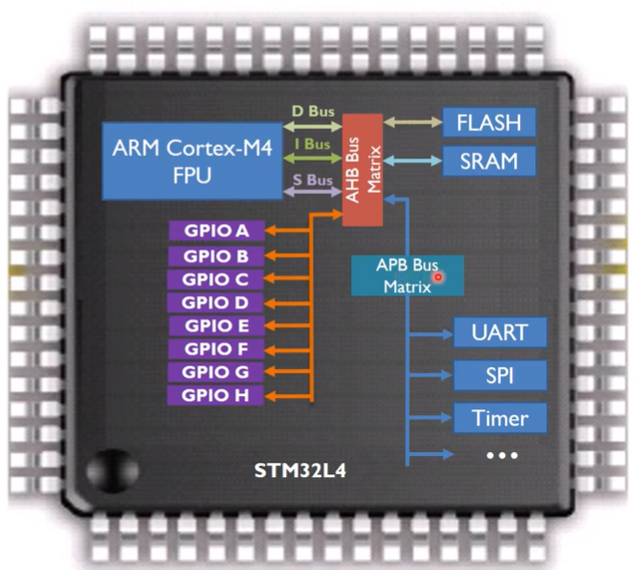 D Bus
ARM Cortex-M4
FPU
I Bus
S Bus
AHB Bus
Matrix
FLASH
SRAM
GPIO A
GPIO B
GPIO C
GPIO D
GPIO E
GPIO F
GPIO G
GPIO H
APB Bus
Matrix
UART
SPI
Timer
•••
STM32L4